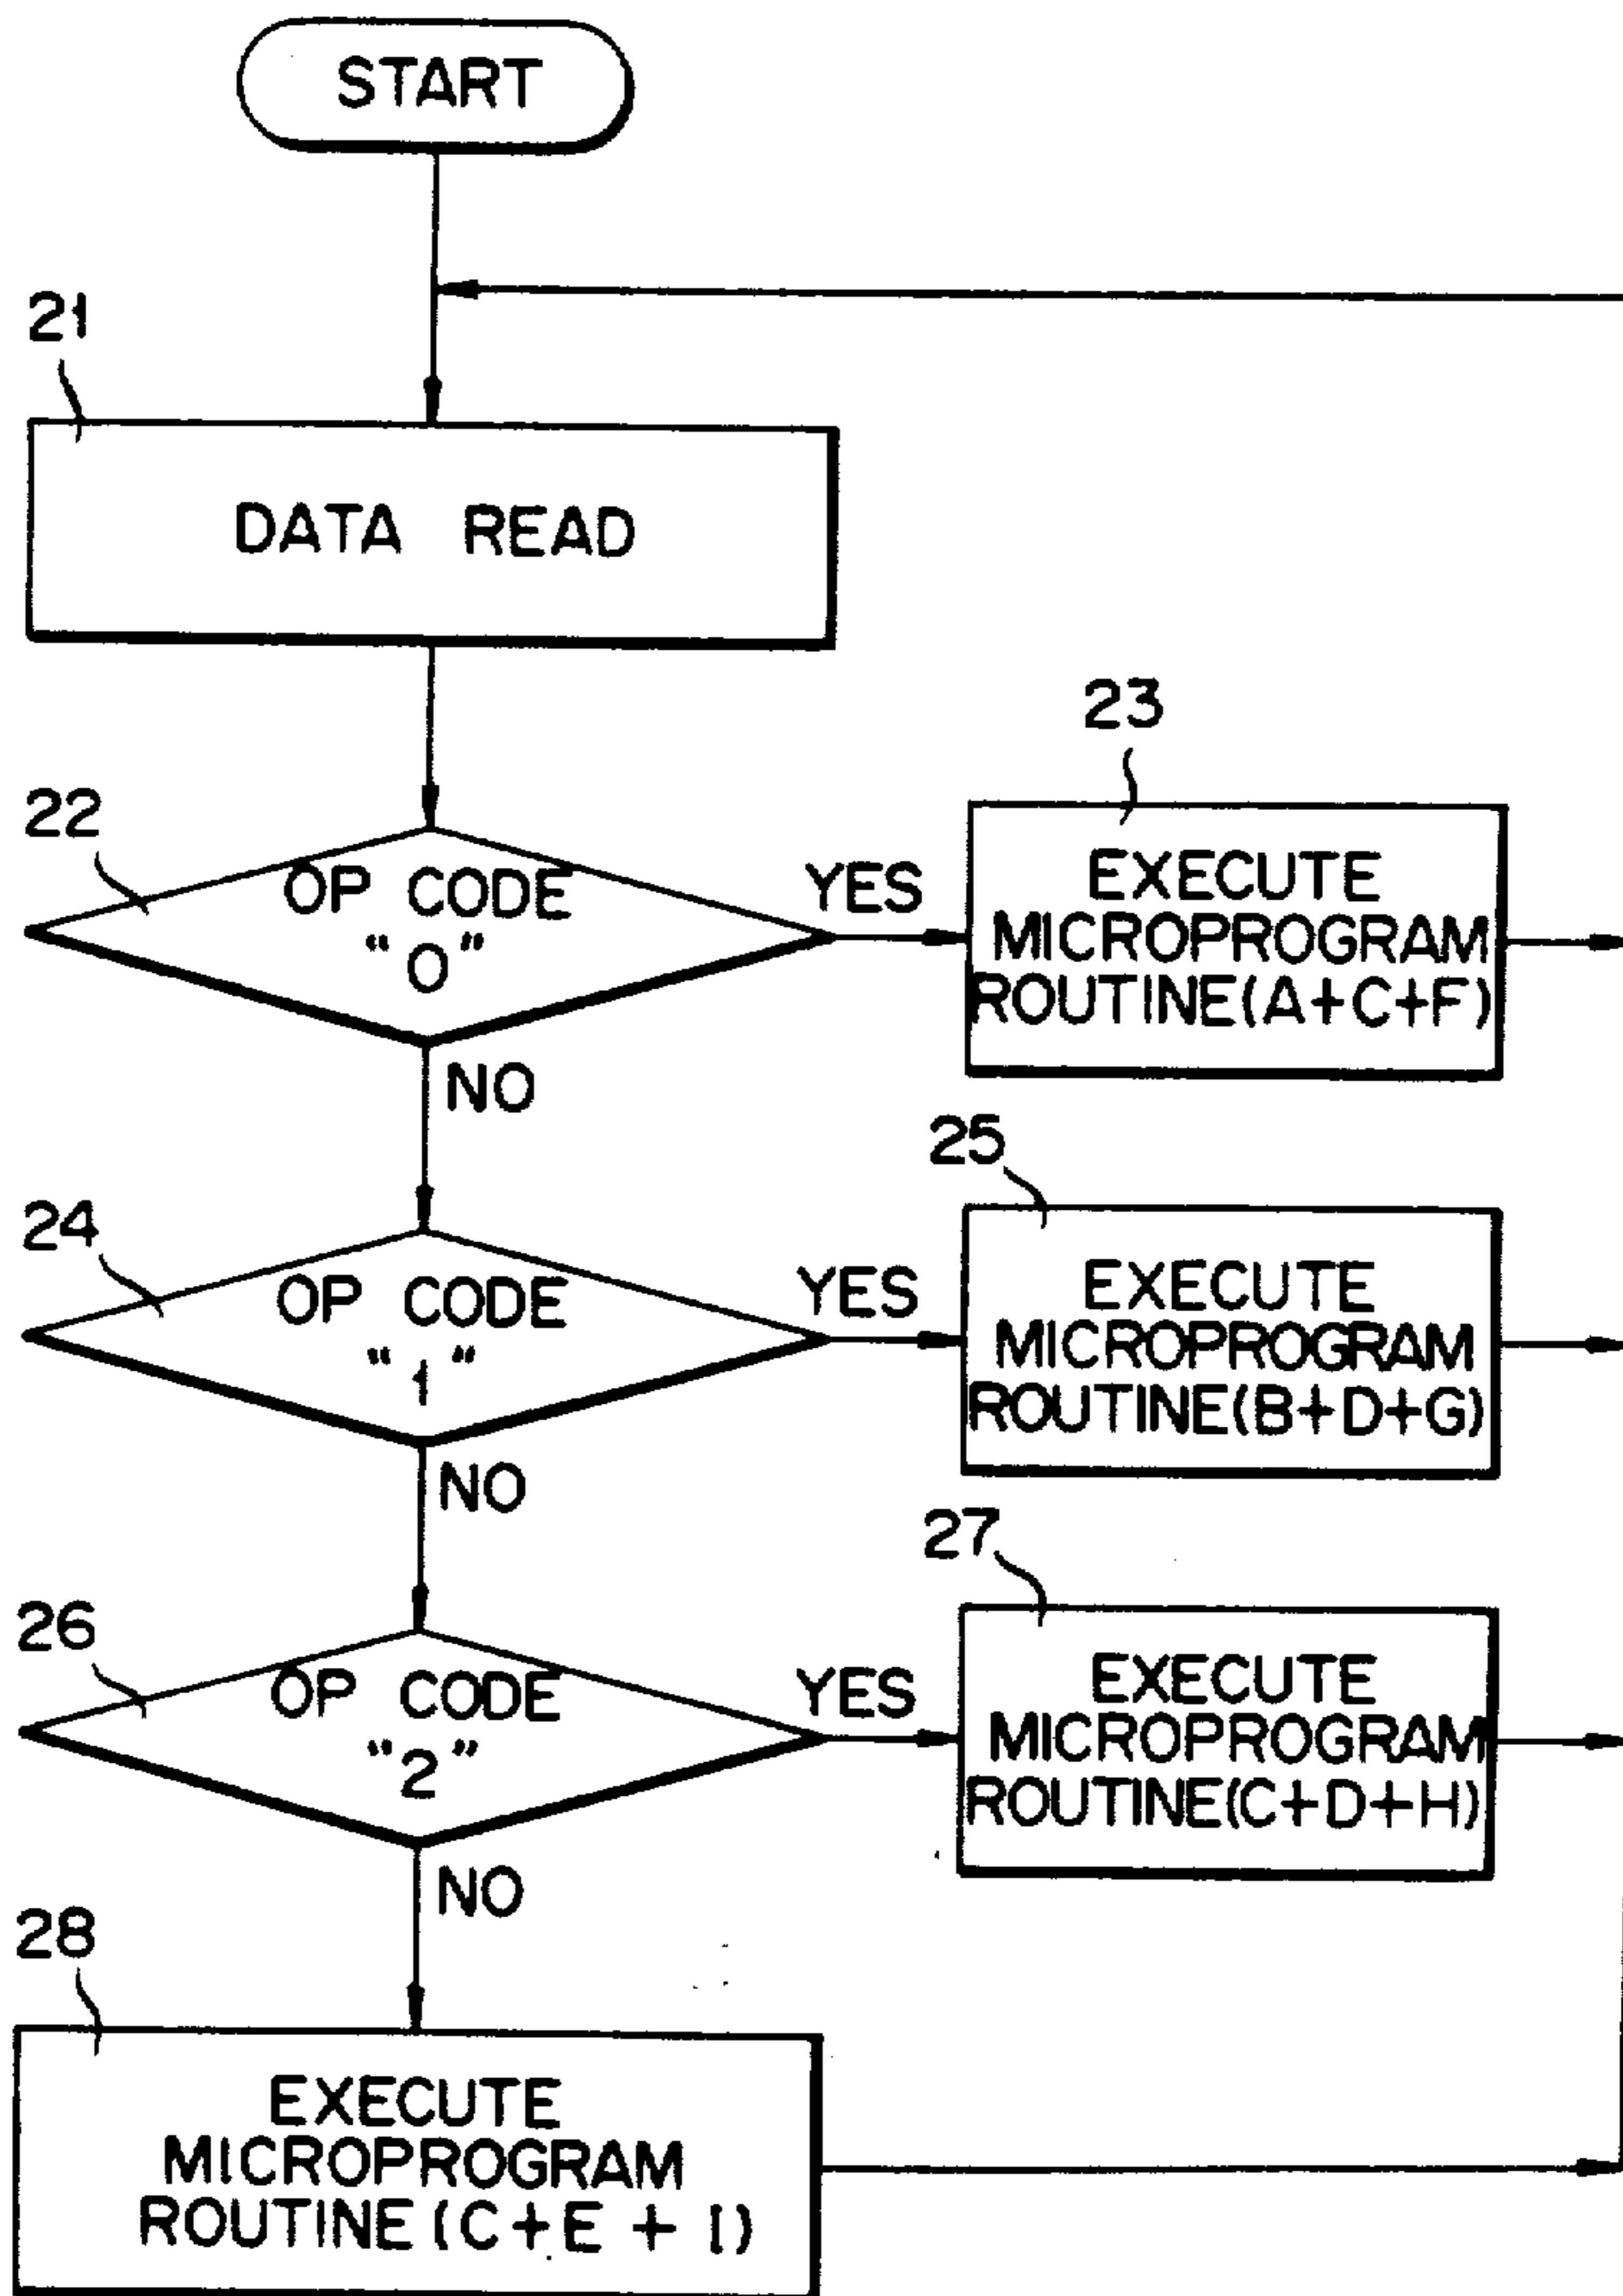 START
21
DATA READ
22
OP CODE
"0"
YES
23
EXECUTE
MICROPROGRAM
ROUTINE(A+C+F)
NO
24
OP CODE
"1"
YES
25
EXECUTE
MICROPROGRAM
ROUTINE(B+D+G)
NO
26
OP CODE
"2"
YES
27
EXECUTE
MICROPROGRAM
ROUTINE(C+D+H)
NO
28
EXECUTE
MICROPROGRAM
ROUTINE (C+E + I)